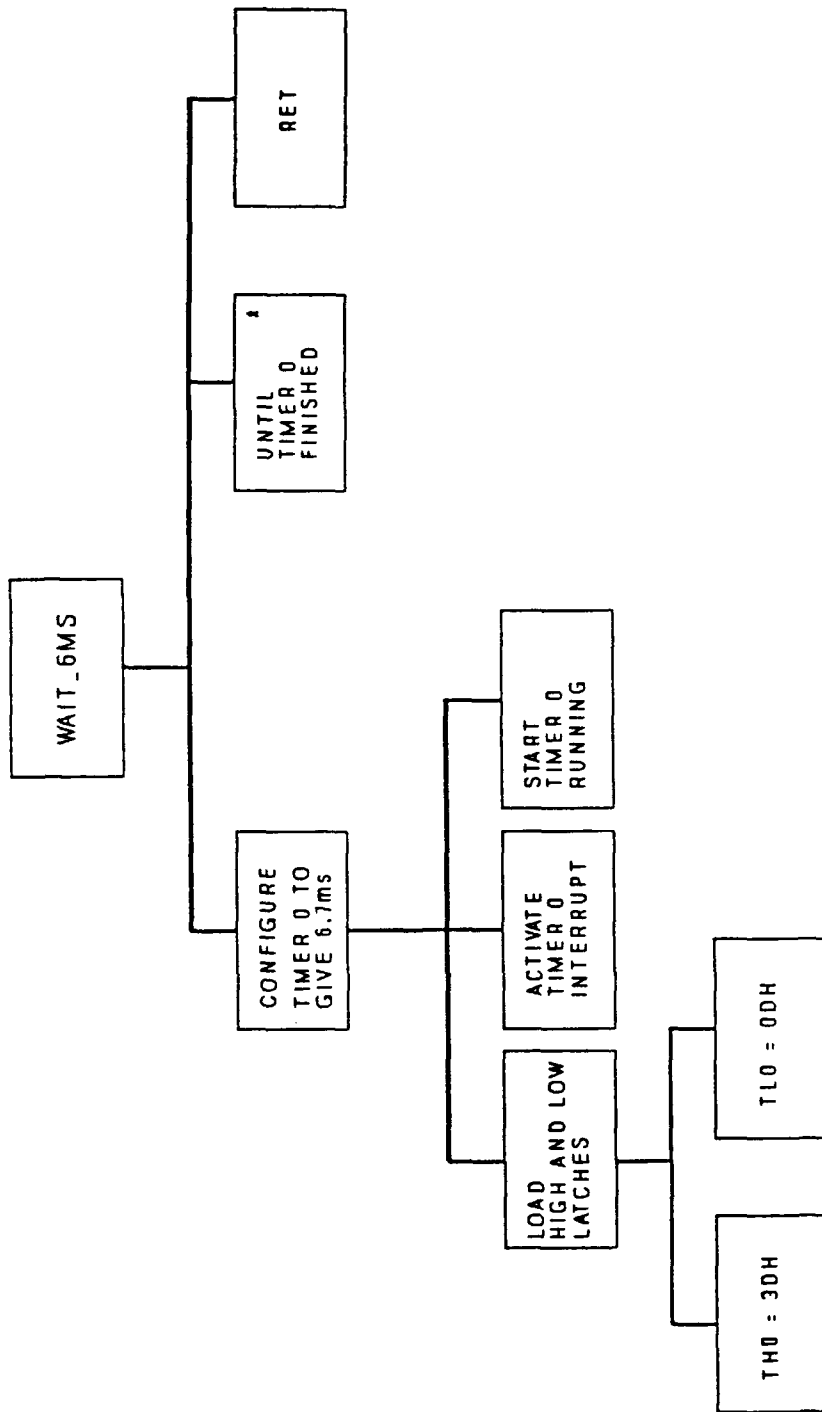 WAIT_6MS
CONFIGURE
TIMER 0 TO
GIVE 6.7ms
UNTIL
TIMER 0
FINISHED
*
RET
LOAD
HIGH AND LOW
LATCHES
ACTIVATE
TIMER 0
INTERRUPT
START
TIMER 0
RUNNING
TH0 = 3DH
TL0 = 0DH